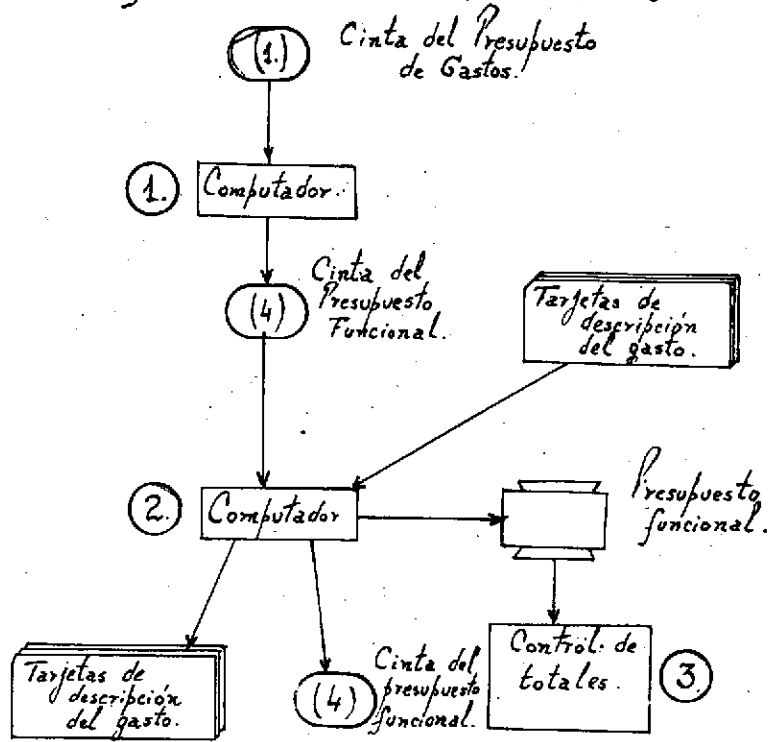 (1.)
Cinta del Presupuesto
de Gastos.
1.
Computador.
(4)
Cinta del
Presupuesto
Funcional.
Tarjetas de
descripción
del gasto.
2.
Computador
Presupuesto
funcional.
Tarjetas de
descripción
del gasto.
(4)
Cinta del
presupuesto
funcional.
Control de
totales.
3